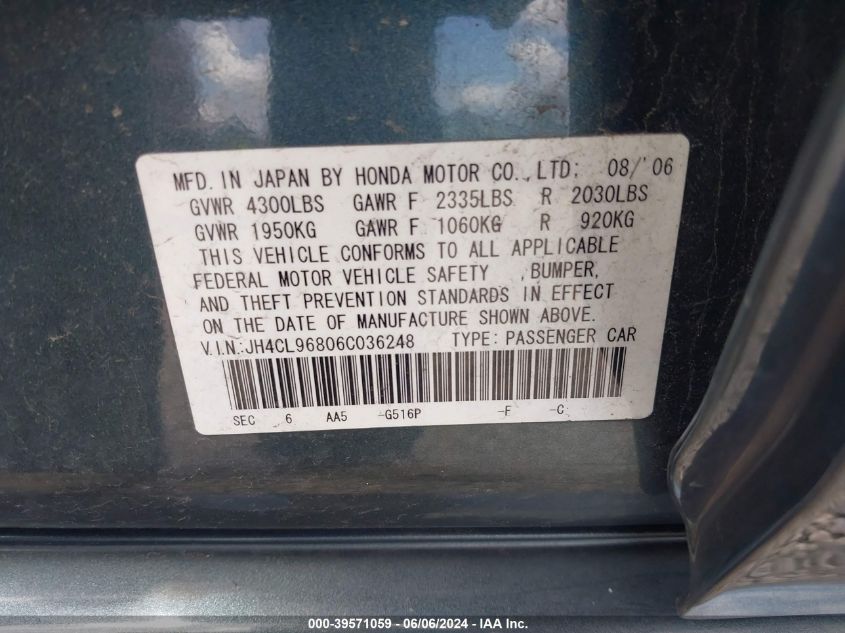 MFD. IN JAPAN BY HONDA MOTOR CO.,LTD: 08/'06
GVWR 4300LBS GAWR F 2335LBS R 2030LBS
GVWR 1950KG GAWR F 1060KG R 920KG
THIS VEHICLE CONFORMS TO ALL APPLICABLE
FEDERAL MOTOR VEHICLE SAFETY ,BUMPER,
AND THEFT PREVENTION STANDARDS IN EFFECT
ON THE DATE OF MANUFACTURE SHOWN ABOVE.
V.I.N:JH4CL96806C036248 TYPE:PASSENGER CAR
SEC 6 AA5 -G516P -F -C
000-39571059 - 06/06/2024 - IAA Inc.